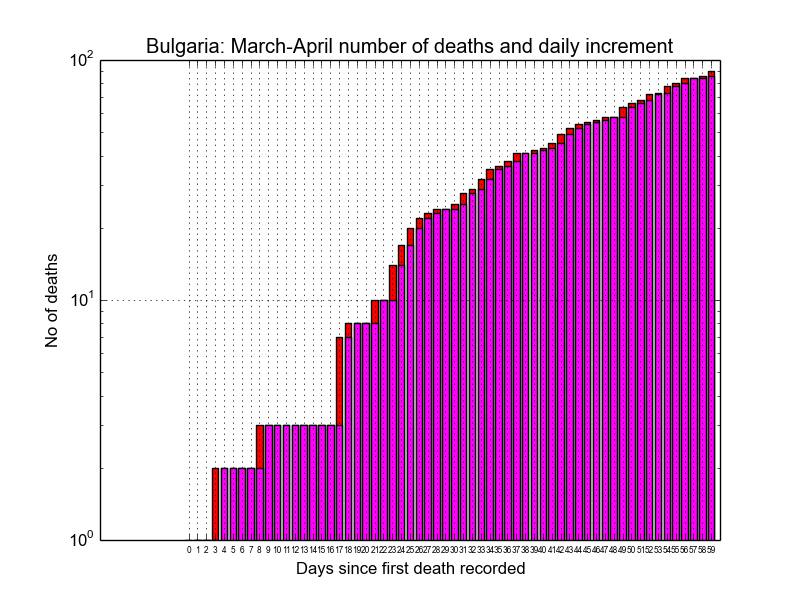 Bulgaria: March-April number of deaths and daily increment
10²
10¹
10⁰
No of deaths
0 1 2 3 4 5 6 7 8 9 10 11 12 13 14 15 16 17 18 19 20 21 22 23 24 25 26 27 28 29 30 31 32 33 34 35 36 37 38 39 40 41 42 43 44 45 46 47 48 49 50 51 52 53 54 55 56 57 58 59
Days since first death recorded